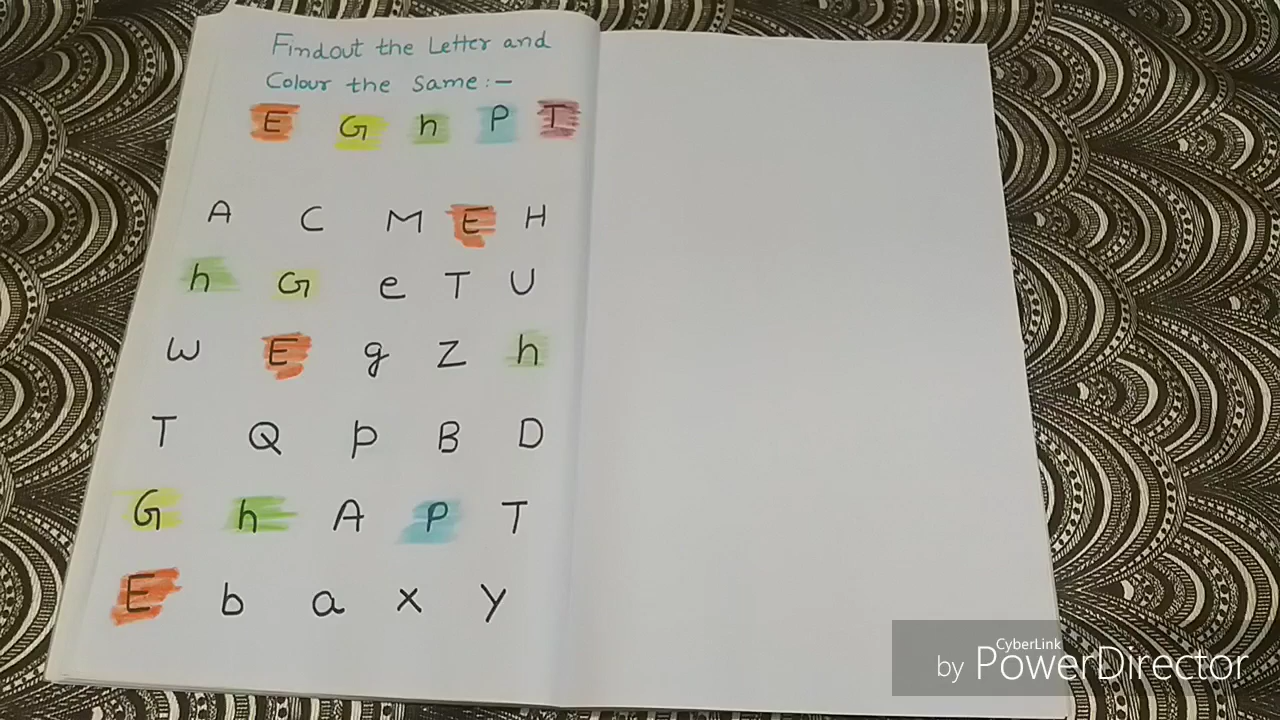 Findout the Letter and
Colour the same :-
E G h P T
A C M E H
h G e T U
W E g Z h
T Q p B D
G h A P T
E b a x y
CyberLink
by PowerDirector